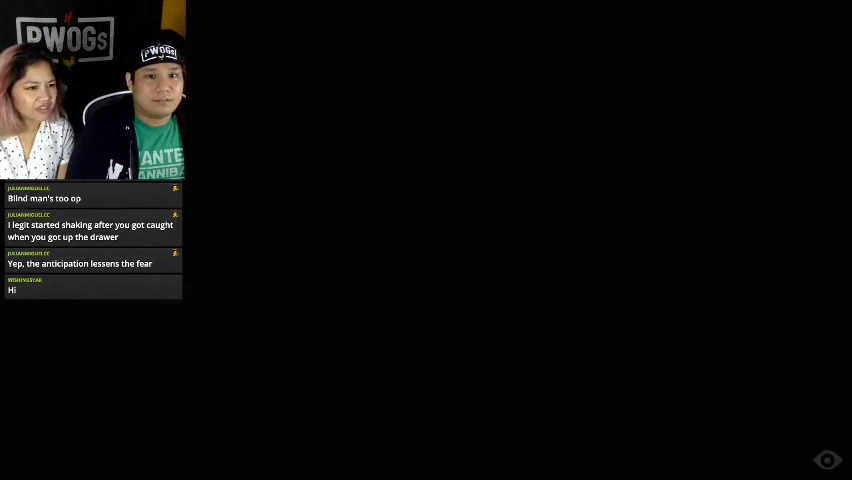 PWOGs
PWOGs
JULIANMIGUELCC
Blind man's too op
JULIANMIGUELCC
I legit started shaking after you got caught
when you got up the drawer
JULIANMIGUELCC
Yep, the anticipation lessens the fear
WISHINGSYAR
Hi